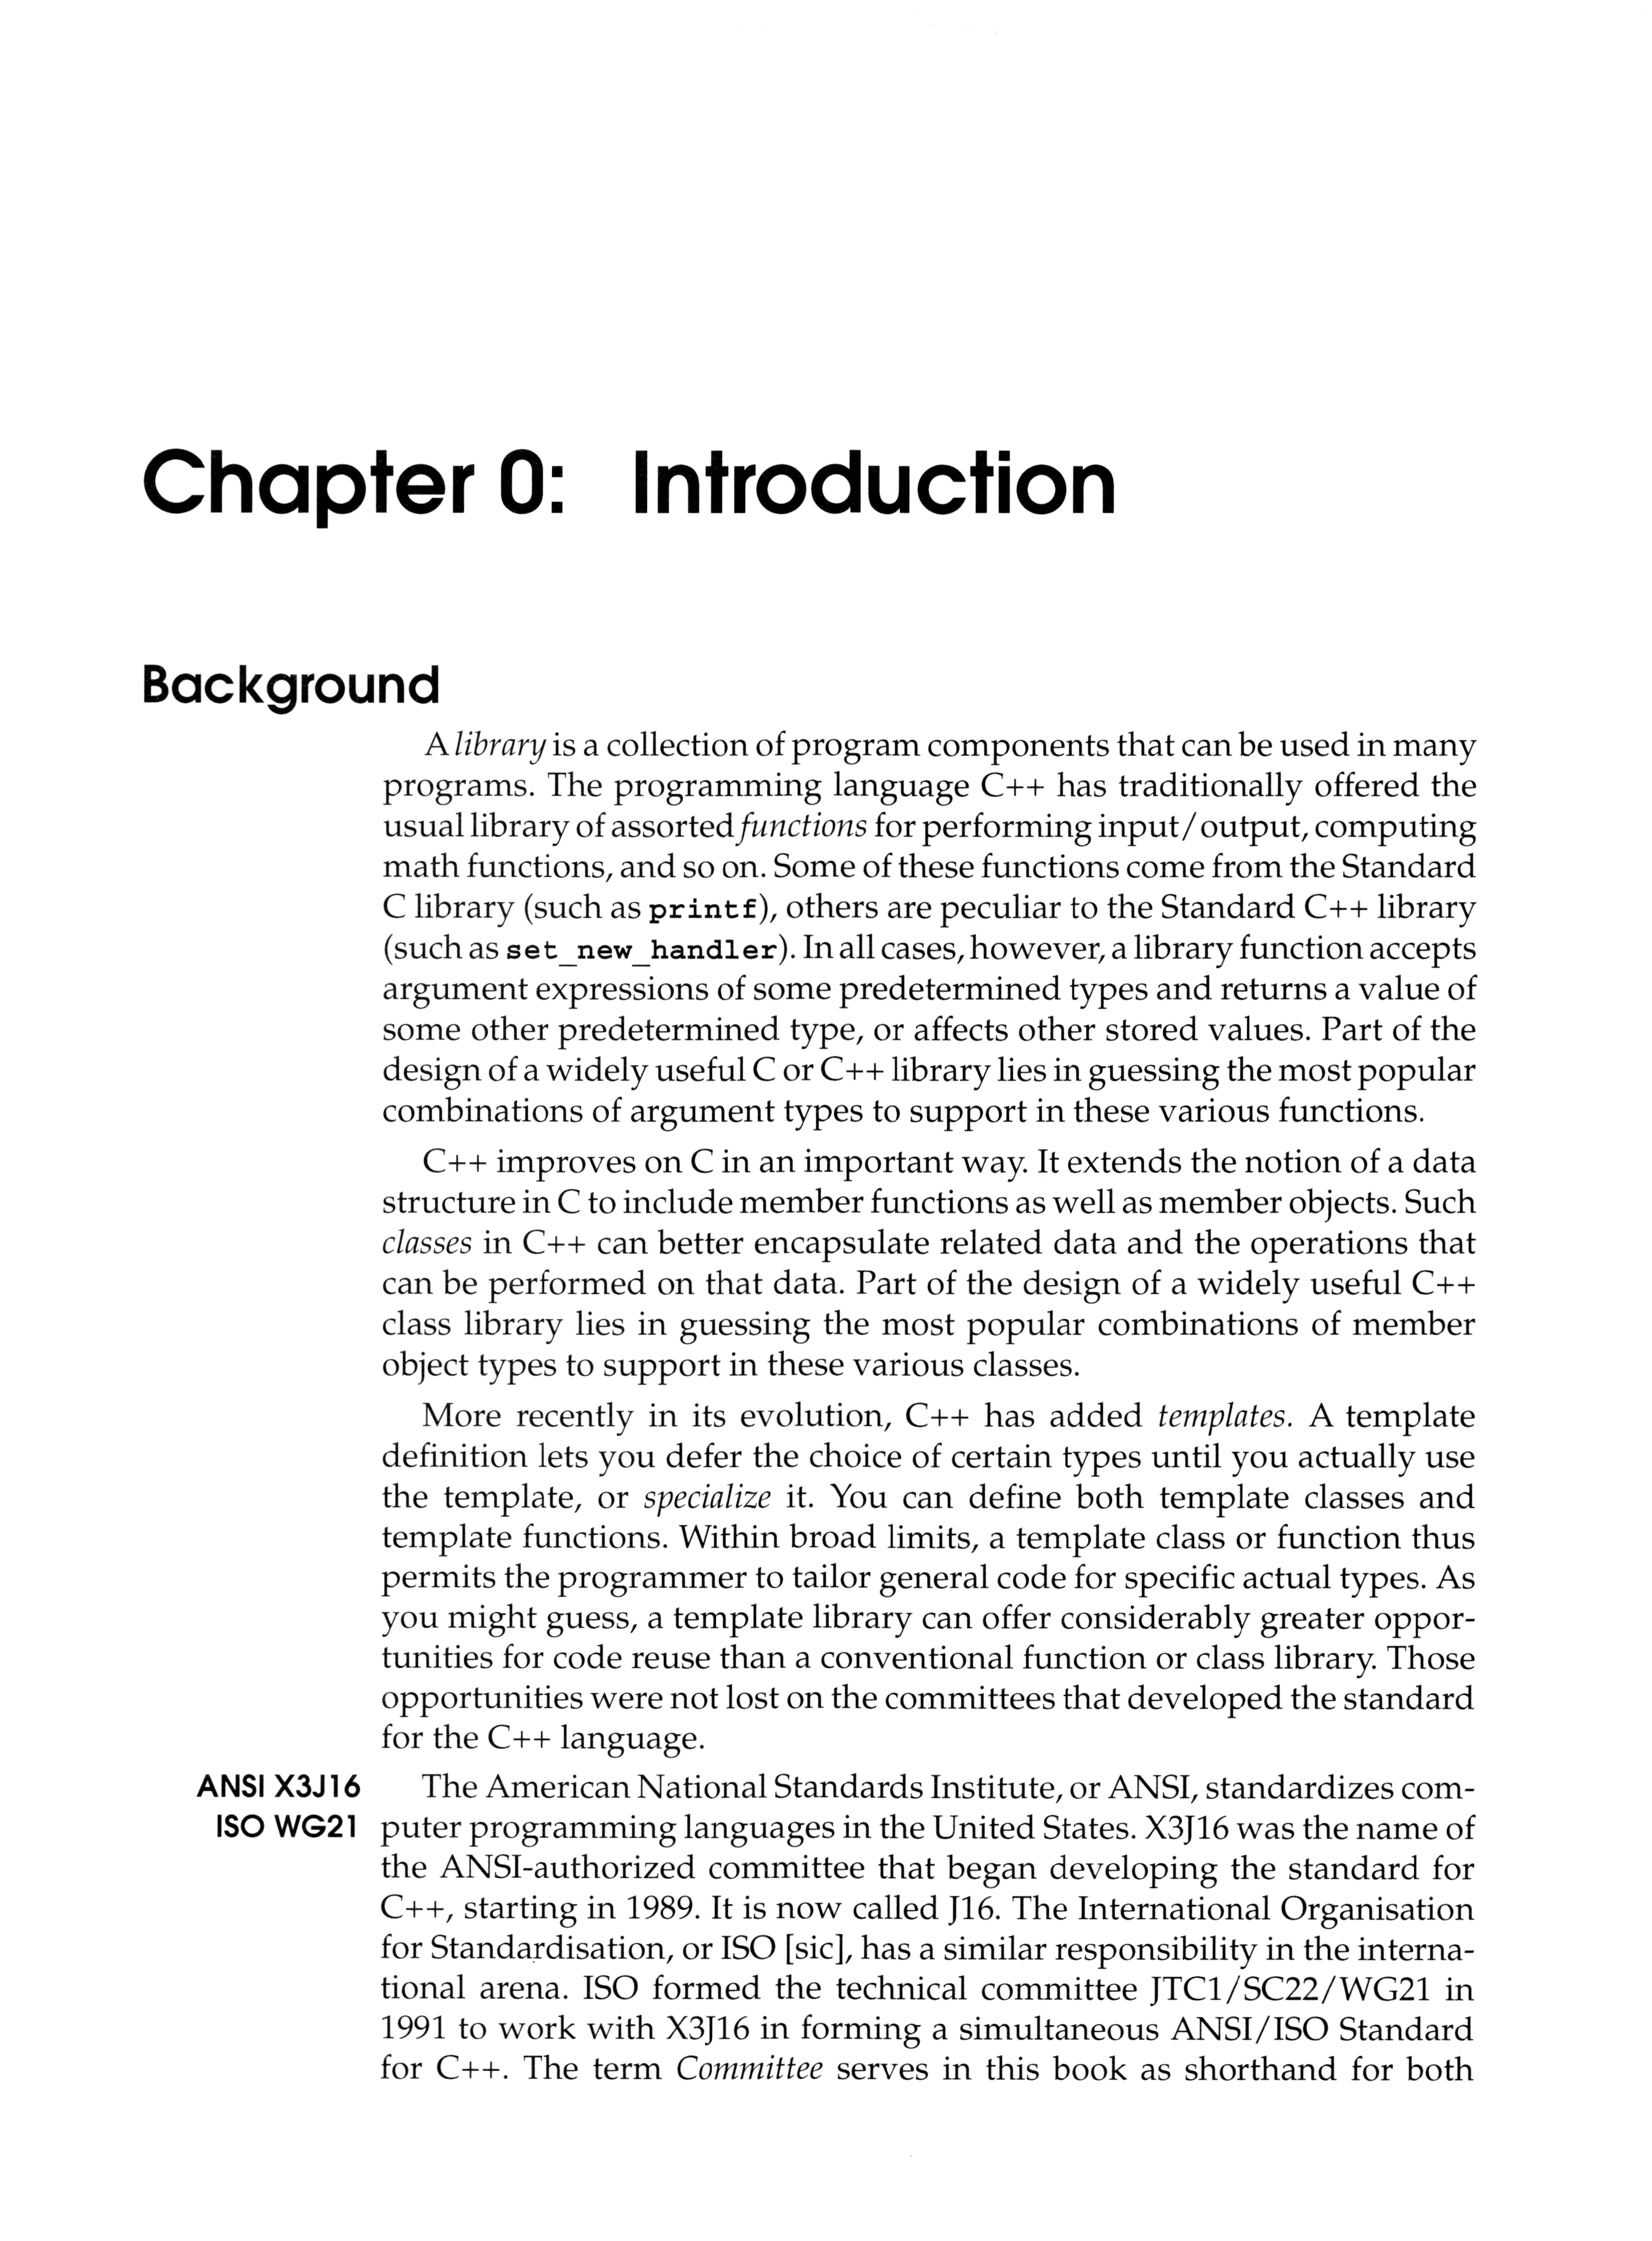 Chapter 0: Introduction
Background
A library is a collection of program components that can be used in many
programs. The programming language C++ has traditionally offered the
usual library of assorted functions for performing input/output, computing
math functions, and so on. Some of these functions come from the Standard
C library (such as printf), others are peculiar to the Standard C++ library
(such as set_new_handler). In all cases, however, a library function accepts
argument expressions of some predetermined types and returns a value of
some other predetermined type, or affects other stored values. Part of the
design of a widely useful C or C++ library lies in guessing the most popular
combinations of argument types to support in these various functions.
C++ improves on C in an important way. It extends the notion of a data
structure in C to include member functions as well as member objects. Such
classes in C++ can better encapsulate related data and the operations that
can be performed on that data. Part of the design of a widely useful C++
class library lies in guessing the most popular combinations of member
object types to support in these various classes.
More recently in its evolution, C++ has added templates. A template
definition lets you defer the choice of certain types until you actually use
the template, or specialize it. You can define both template classes and
template functions. Within broad limits, a template class or function thus
permits the programmer to tailor general code for specific actual types. As
you might guess, a template library can offer considerably greater oppor-
tunities for code reuse than a conventional function or class library. Those
opportunities were not lost on the committees that developed the standard
for the C++ language.
ANSI X3J16 The American National Standards Institute, or ANSI, standardizes com-
ISO WG21 puter programming languages in the United States. X3J16 was the name of
the ANSI-authorized committee that began developing the standard for
C++, starting in 1989. It is now called J16. The International Organisation
for Standardisation, or ISO [sic], has a similar responsibility in the interna-
tional arena. ISO formed the technical committee JTC1/SC22/WG21 in
1991 to work with X3J16 in forming a simultaneous ANSI/ISO Standard
for C++. The term Committee serves in this book as shorthand for both